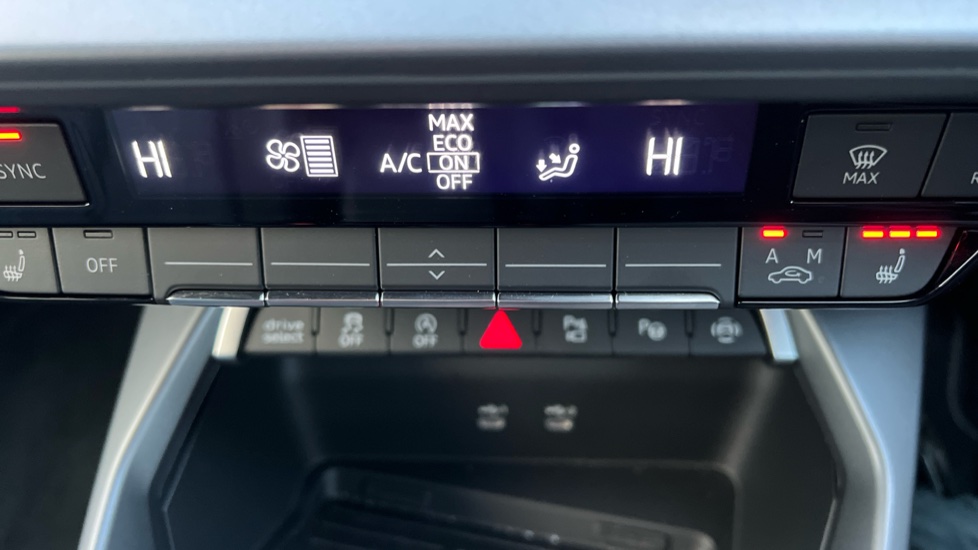 MAX
ECO
HI A/C ON HI
OFF
SYNC
MAX
R
OFF
A M
drive
select
OFF
OFF
P
P